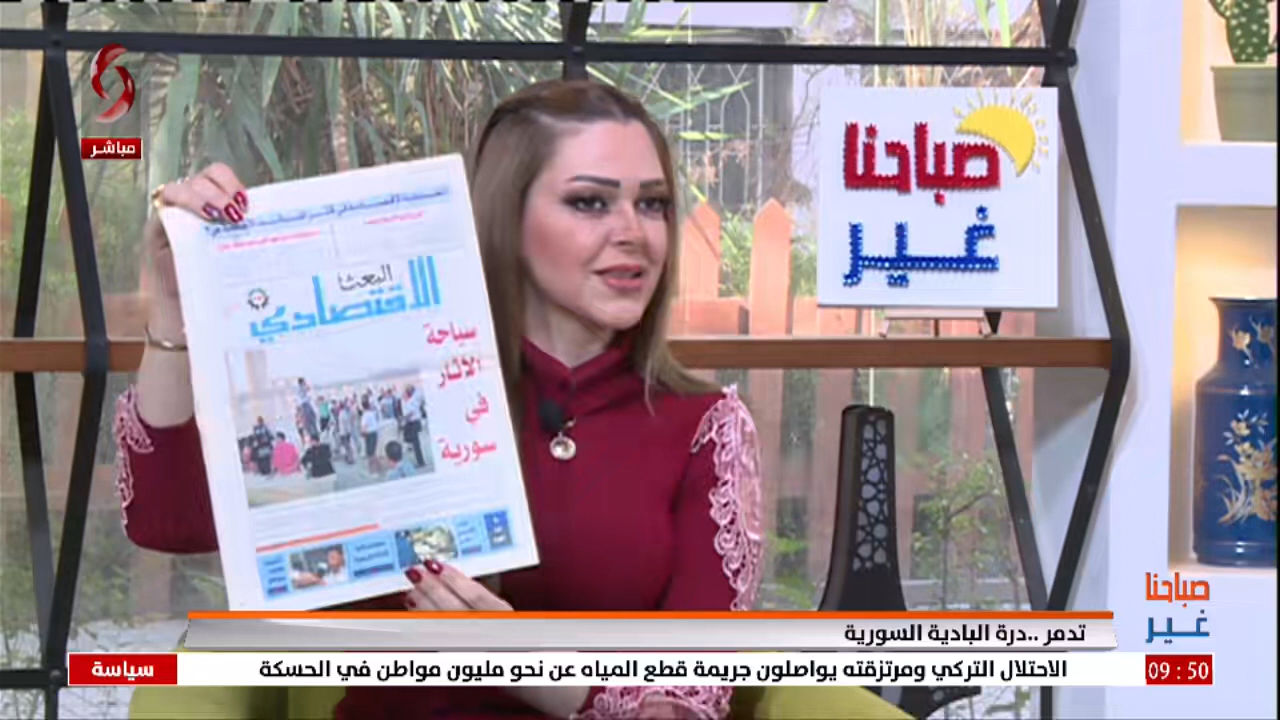 مباشر
صباحنا
غير
البعث
الاقتصادي
سياحة
الآثار
في
سورية
صباحنا
غير
تدمر ..درة البادية السورية
الاحتلال التركي ومرتزقته يواصلون جريمة قطع المياه عن نحو مليون مواطن في الحسكة
سياسة
09 : 50